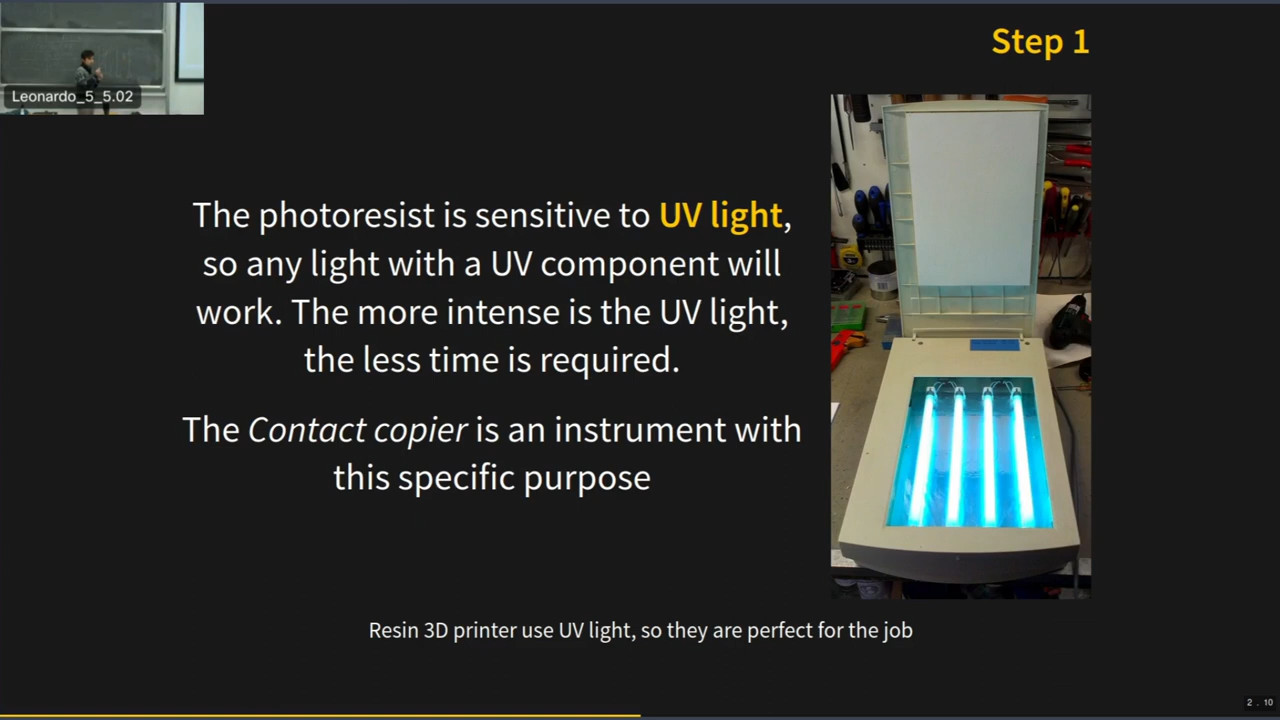 Step 1
Leonardo_5_5.02
The photoresist is sensitive to UV light,
so any light with a UV component will
work. The more intense is the UV light,
the less time is required.
The Contact copier is an instrument with
this specific purpose
Resin 3D printer use UV light, so they are perfect for the job
2 . 10